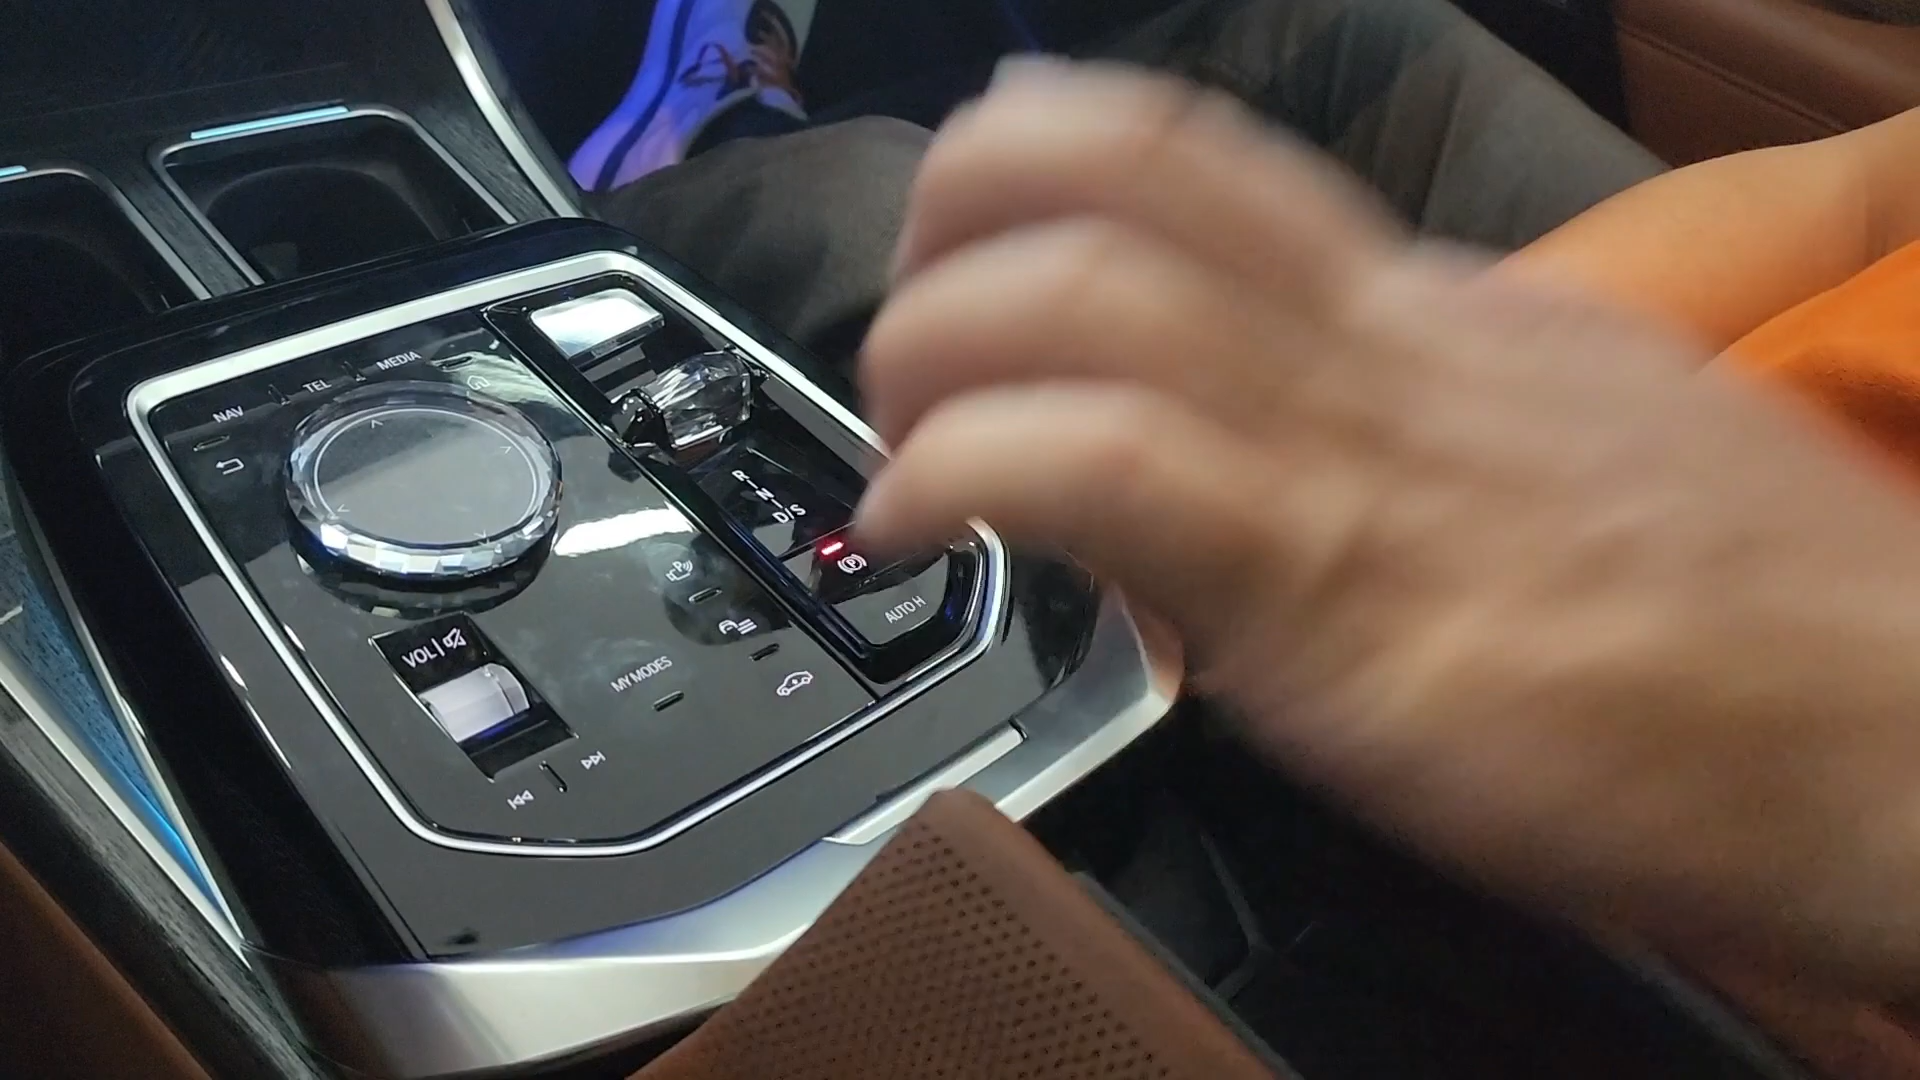 NAV
TEL
MEDIA
R
N
D/S
P
AUTO H
VOL
P
MY MODES